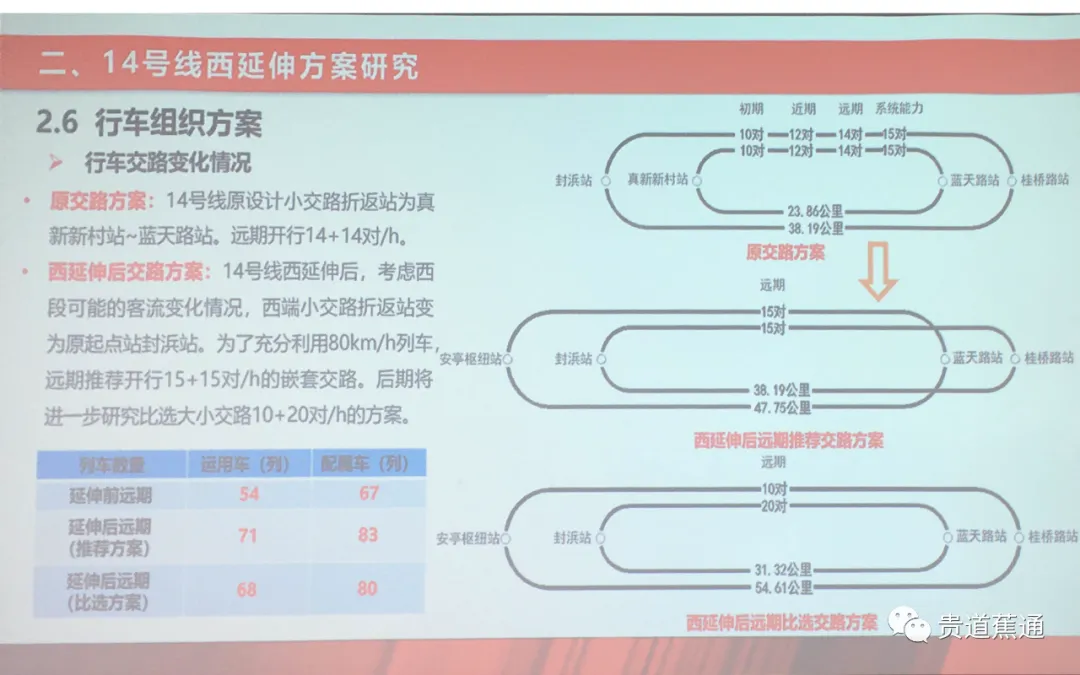 二、14号线西延伸方案研究
2.6 行车组织方案
行车交路变化情况
• 原交路方案：14号线原设计小交路折返站为真
新新村站~蓝天路站。远期开行14+14对/h。
• 西延伸后交路方案：14号线西延伸后，考虑西
段可能的客流变化情况，西端小交路折返站变
为原起点站封浜站。为了充分利用80km/h列车，
远期推荐开行15+15对/h的嵌套交路。后期将
进一步研究比选大小交路10+20对/h的方案。
列车数量 运用车（列） 配属车（列）
延伸前远期 54 67
延伸后远期
(推荐方案) 71 83
延伸后远期
(比选方案) 68 80
初期 近期 远期 系统能力
10对 12对 14对 15对
10对 12对 14对 15对
封浜站 真新新村站 蓝天路站 桂桥路站
23.86公里
38.19公里
原交路方案
远期
15对
15对
安亭枢纽站 封浜站 蓝天路站 桂桥路站
38.19公里
47.75公里
西延伸后远期推荐交路方案
远期
10对
20对
安亭枢纽站 封浜站 蓝天路站 桂桥路站
31.32公里
54.61公里
西延伸后远期比选交路方案
贵道蕉通